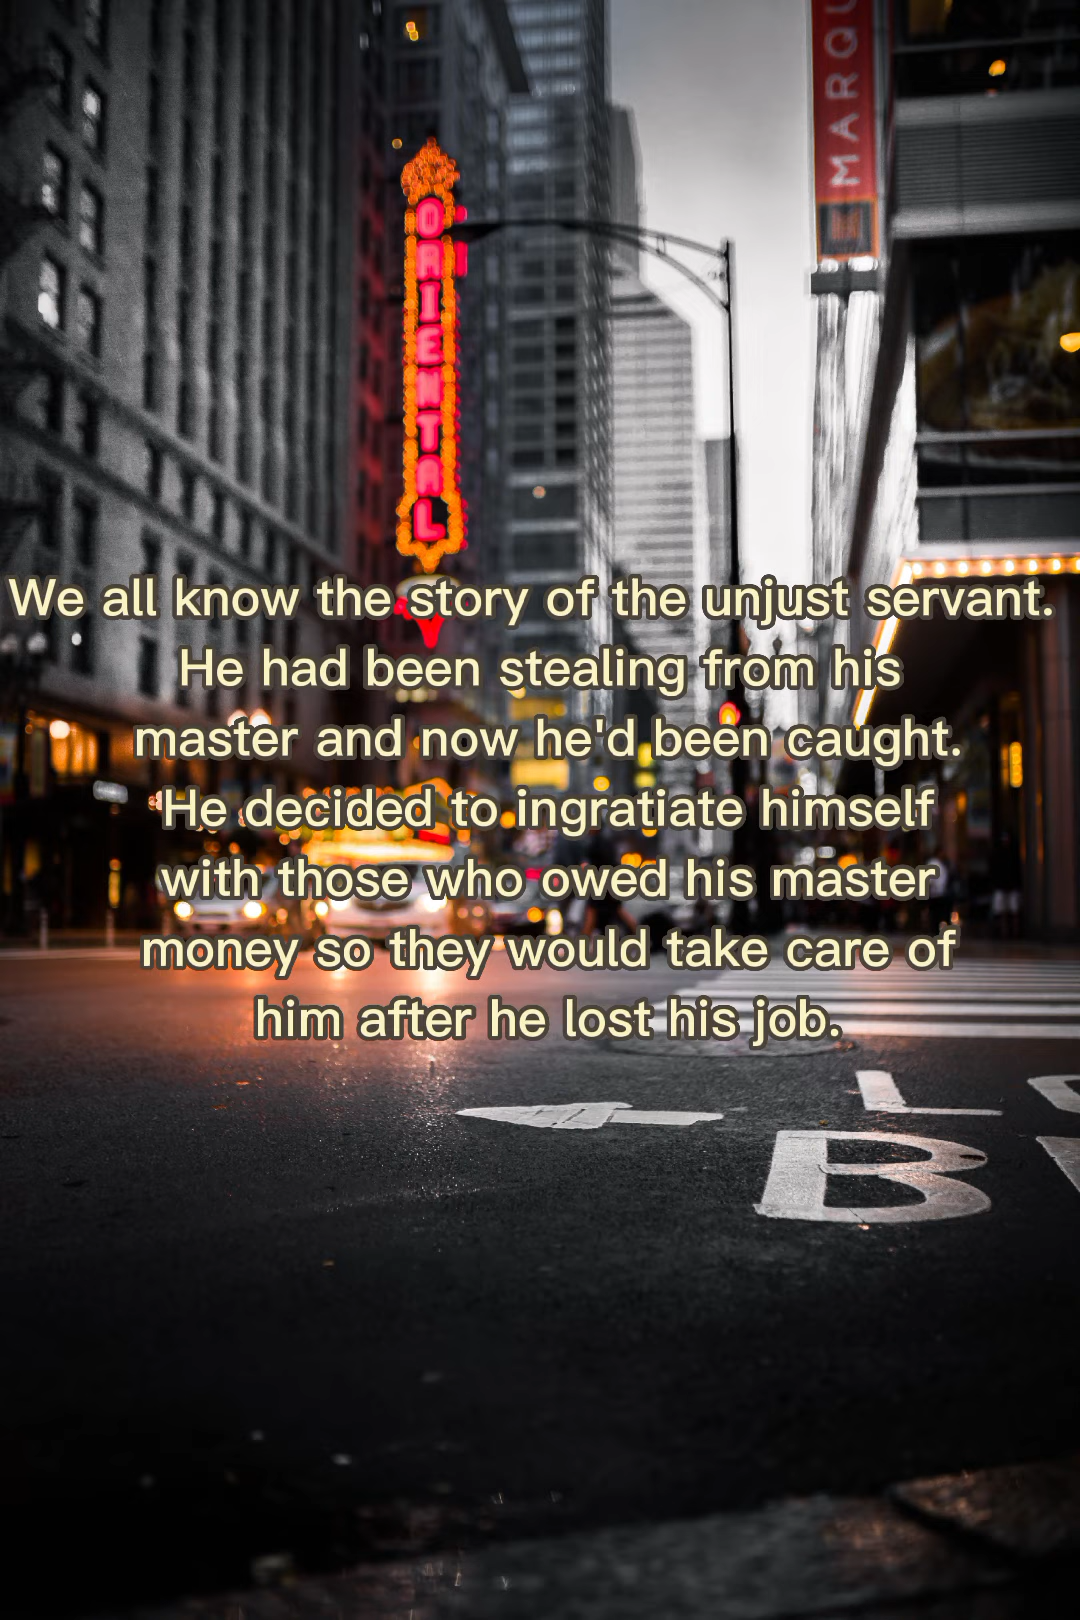 MARQU
ORIENTAL
We all know the story of the unjust servant.
He had been stealing from his
master and now he'd been caught.
He decided to ingratiate himself
with those who owed his master
money so they would take care of
him after he lost his job.
L
B